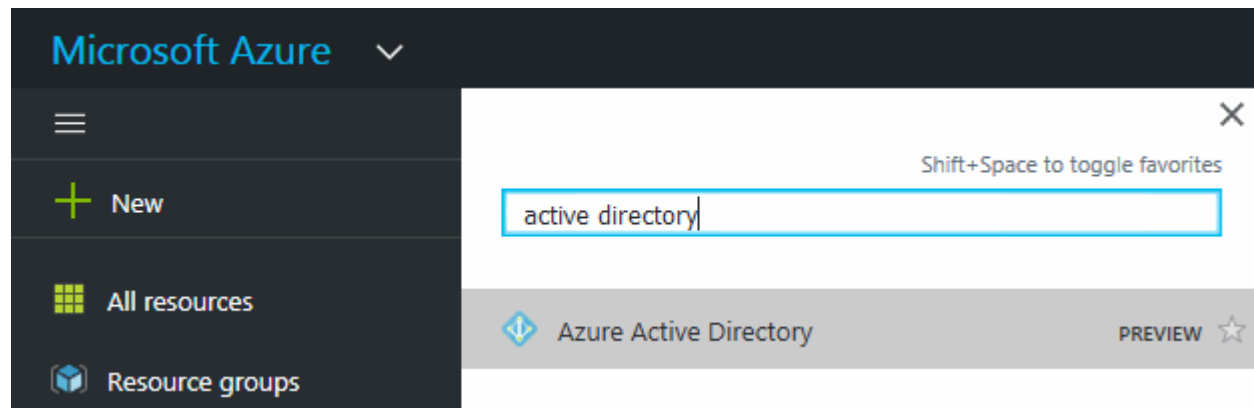 Microsoft Azure
Shift+Space to toggle favorites
New
active directory
All resources
Azure Active Directory PREVIEW
Resource groups